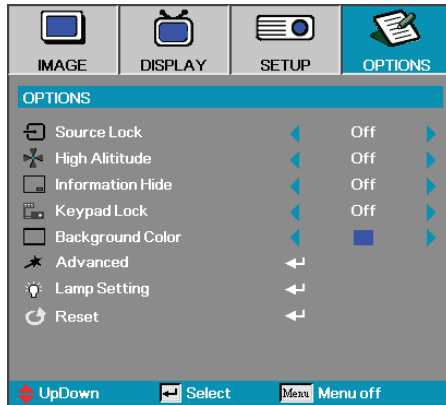 IMAGE DISPLAY SETUP OPTIONS
OPTIONS
Source Lock Off
High Alititude Off
Information Hide Off
Keypad Lock Off
Background Color
Advanced
Lamp Setting
Reset
UpDown Select Menu Menu off